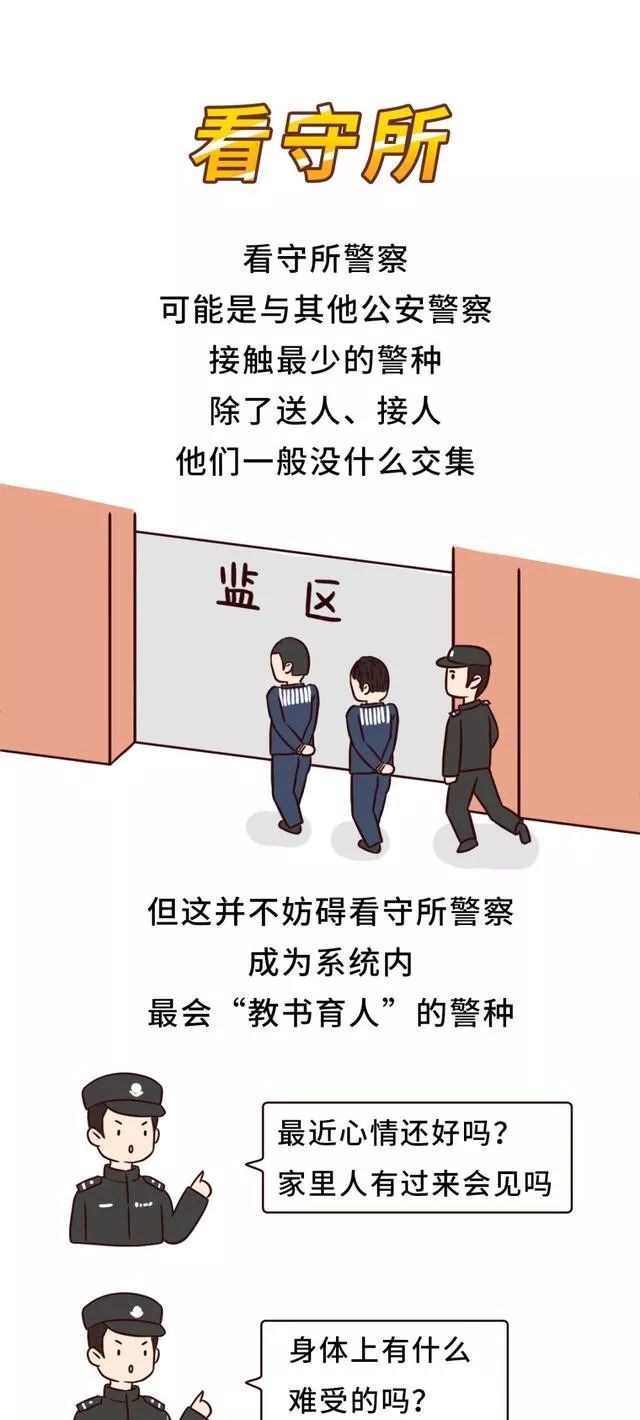 看守所
看守所警察
可能是与其他公安警察
接触最少的警种
除了送人、接人
他们一般没什么交集
监区
但这并不妨碍看守所警察
成为系统内
最会“教书育人”的警种
最近心情还好吗?
家里人有过来会见吗
身体上有什么
难受的吗?